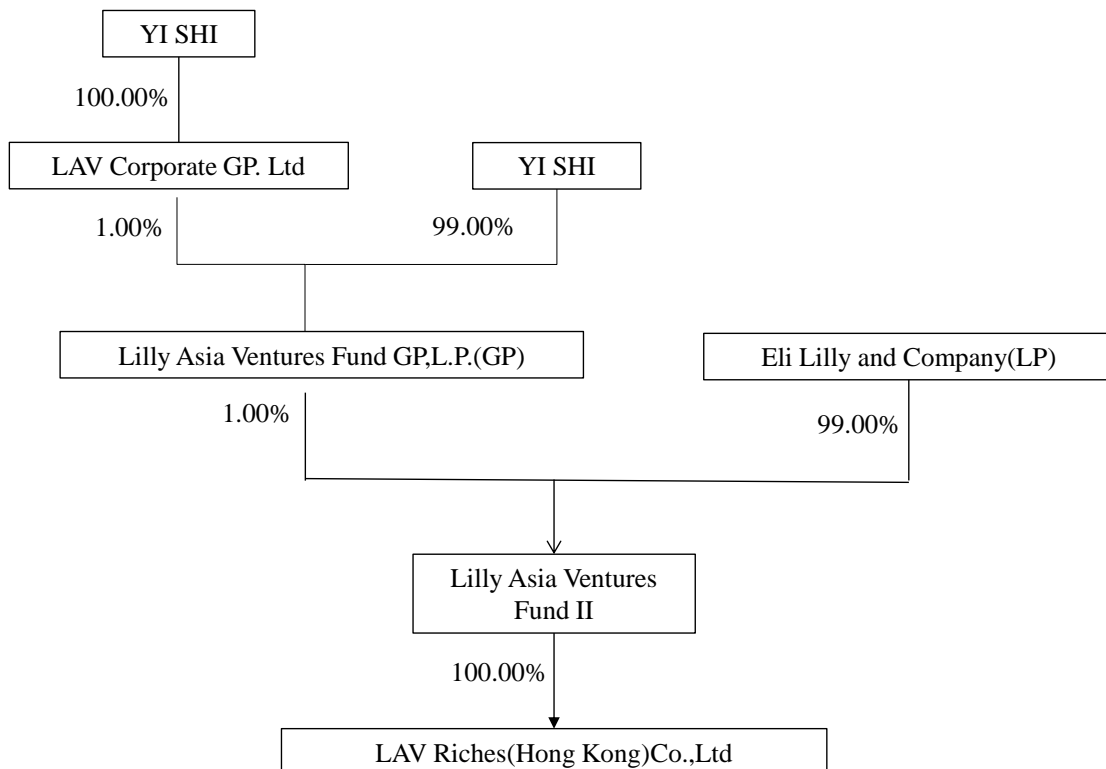 YI SHI
100.00%
LAV Corporate GP. Ltd
YI SHI
1.00%
99.00%
Lilly Asia Ventures Fund GP,L.P.(GP)
Eli Lilly and Company(LP)
1.00%
99.00%
Lilly Asia Ventures
Fund II
100.00%
LAV Riches(Hong Kong)Co.,Ltd